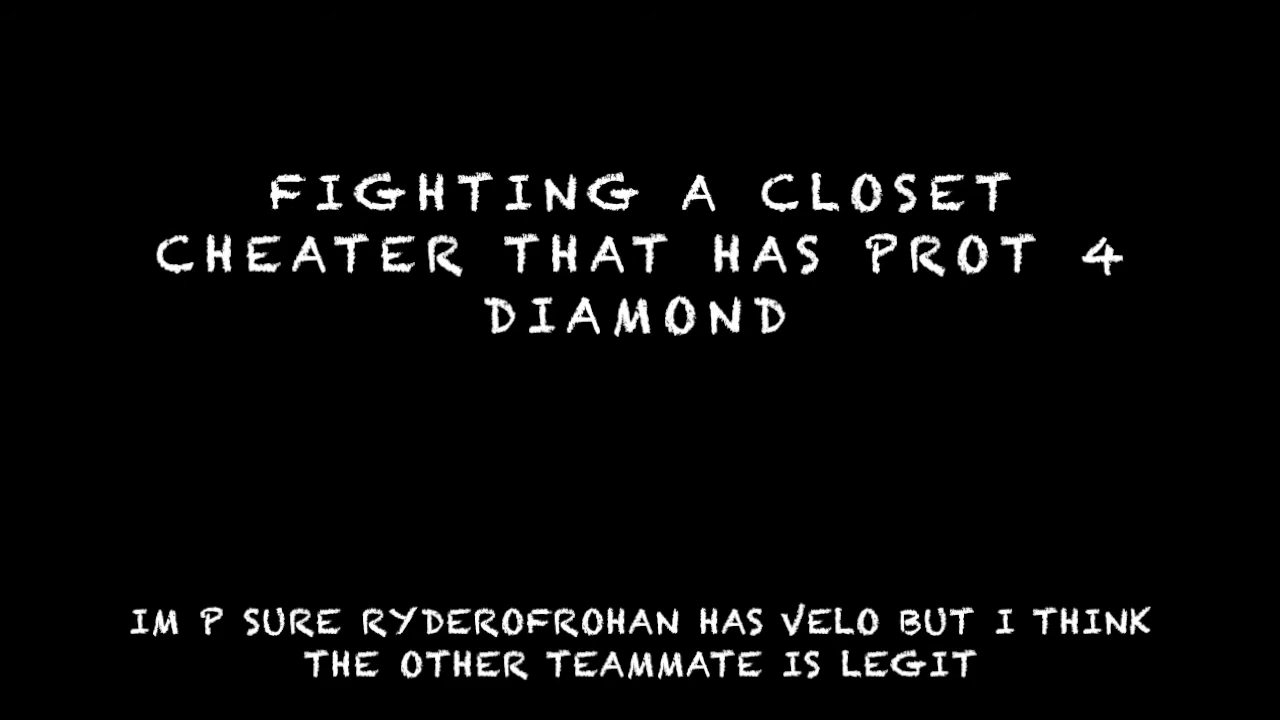 FIGHTING A CLOSET
CHEATER THAT HAS PROT 4
DIAMOND
IM P SURE RYDEROFROHAN HAS VELO BUT I THINK
THE OTHER TEAMMATE IS LEGIT